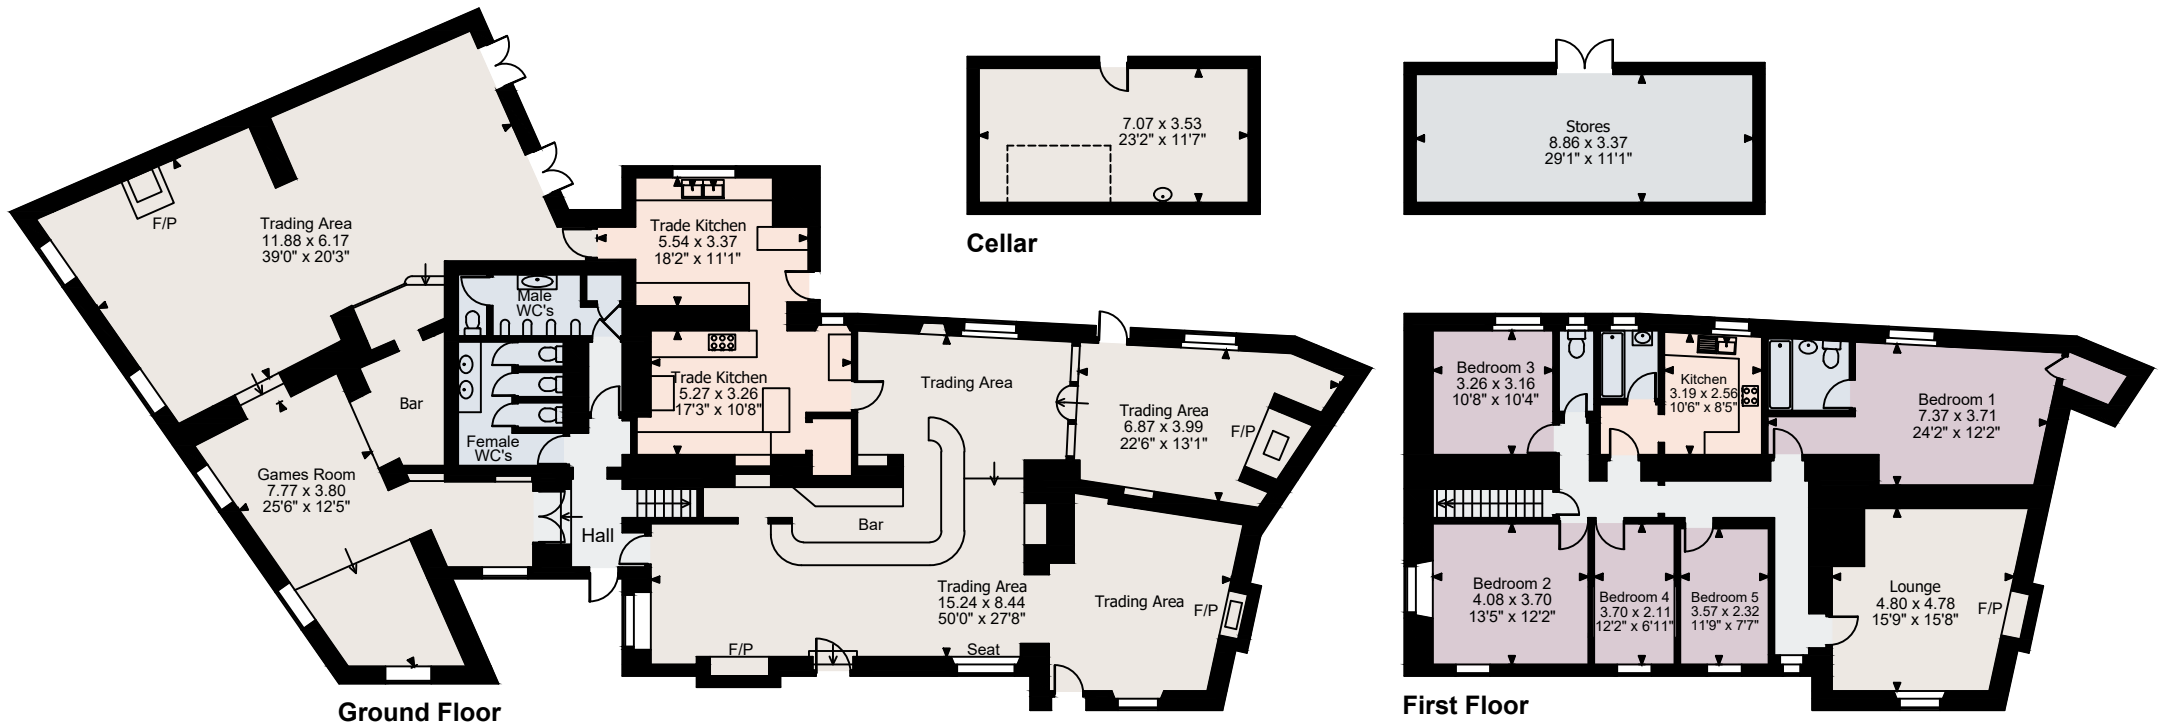 Trading Area
11.88 x 6.17
39'0" x 20'3"
F/P
Male
WC's
Female
WC's
Bar
Games Room
7.77 x 3.80
25'6" x 12'5"
Hall
Trade Kitchen
5.54 x 3.37
18'2" x 11'1"
Trade Kitchen
5.27 x 3.26
17'3" x 10'8"
Trading Area
Trading Area
6.87 x 3.99
22'6" x 13'1"
F/P
Bar
Trading Area
15.24 x 8.44
50'0" x 27'8"
Trading Area
F/P
F/P
Seat
Ground Floor
7.07 x 3.53
23'2" x 11'7"
Cellar
Stores
8.86 x 3.37
29'1" x 11'1"
Bedroom 3
3.26 x 3.16
10'8" x 10'4"
Kitchen
3.19 x 2.56
10'6" x 8'5"
Bedroom 1
7.37 x 3.71
24'2" x 12'2"
Bedroom 2
4.08 x 3.70
13'5" x 12'2"
Bedroom 4
3.70 x 2.11
12'2" x 6'11"
Bedroom 5
3.57 x 2.32
11'9" x 7'7"
Lounge
4.80 x 4.78
15'9" x 15'8"
F/P
First Floor